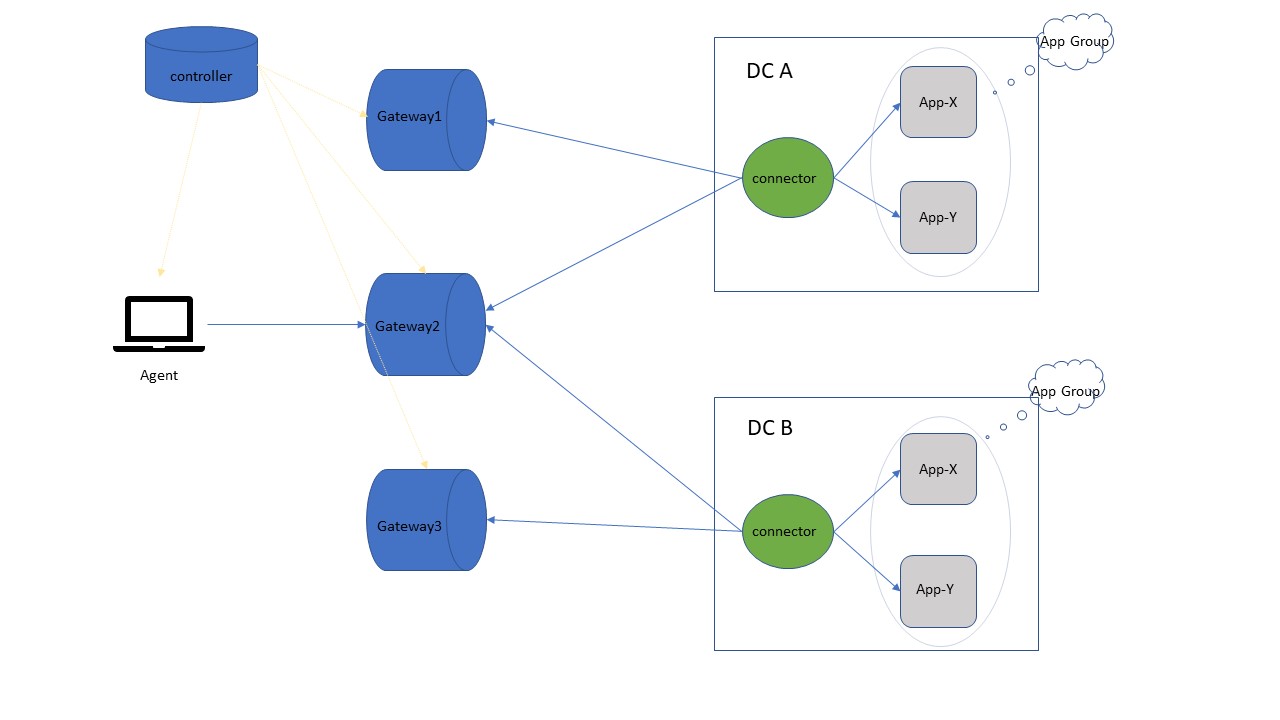 controller
Gateway1
Gateway2
Gateway3
Agent
DC A
connector
App-X
App-Y
App Group
DC B
connector
App-X
App-Y
App Group